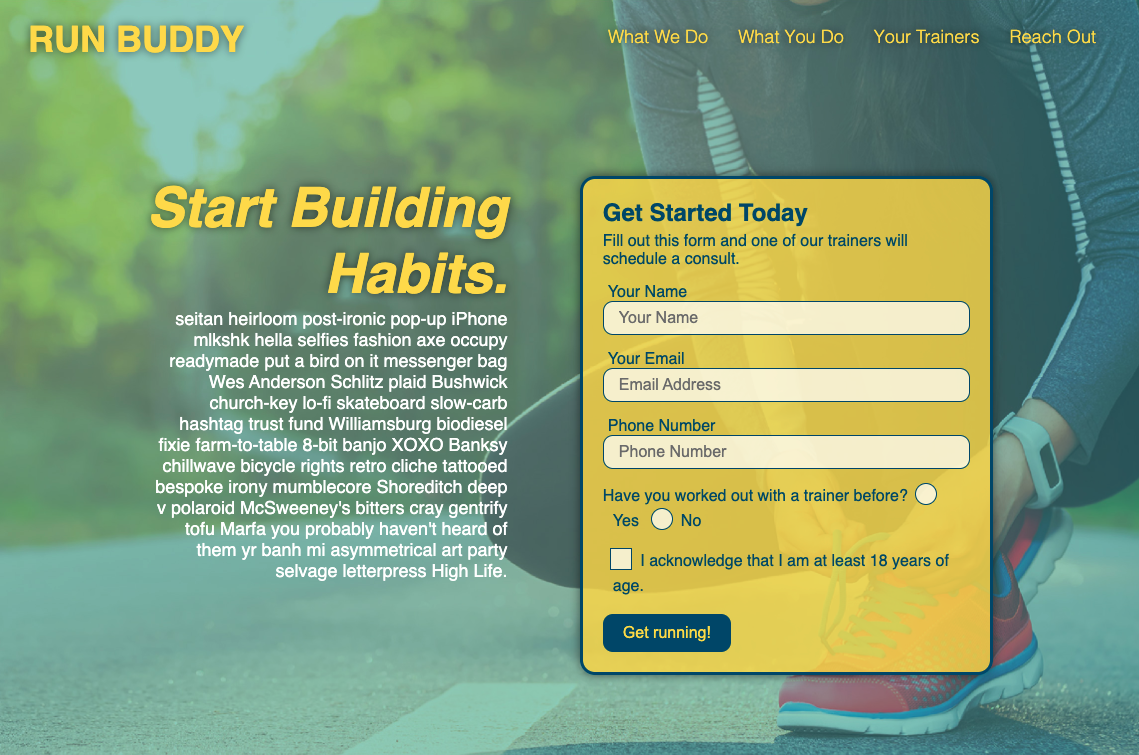 RUN BUDDY
What We Do
What You Do
Your Trainers
Reach Out
Start Building
Habits.
seitan heirloom post-ironic pop-up iPhone
mlkshk hella selfies fashion axe occupy
readymade put a bird on it messenger bag
Wes Anderson Schlitz plaid Bushwick
church-key lo-fi skateboard slow-carb
hashtag trust fund Williamsburg biodiesel
fixie farm-to-table 8-bit banjo XOXO Banksy
chillwave bicycle rights retro cliche tattooed
bespoke irony mumblecore Shoreditch deep
v polaroid McSweeney's bitters cray gentrify
tofu Marfa you probably haven't heard of
them yr banh mi asymmetrical art party
selvage letterpress High Life.
Get Started Today
Fill out this form and one of our trainers will
schedule a consult.
Your Name
Your Name
Your Email
Email Address
Phone Number
Phone Number
Have you worked out with a trainer before?
Yes No
I acknowledge that I am at least 18 years of
age.
Get running!